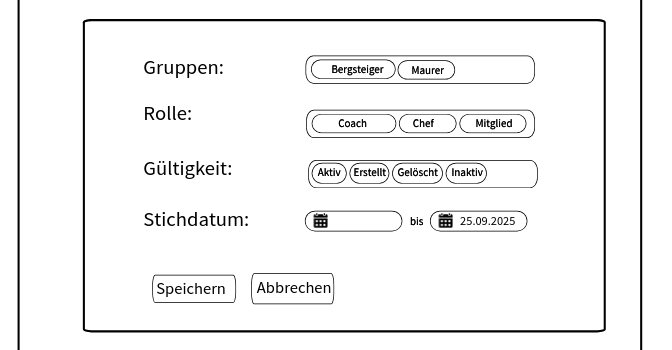 Gruppen: Bergsteiger Maurer
Rolle: Coach Chef Mitglied
Gültigkeit: Aktiv Erstellt Gelöscht Inaktiv
Stichdatum: bis 25.09.2025
Speichern Abbrechen